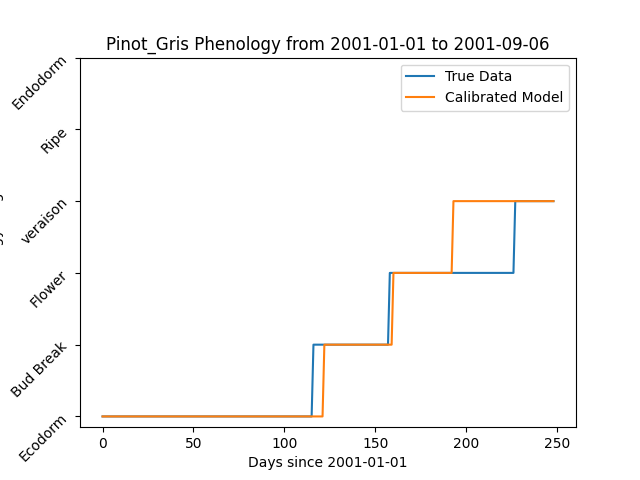 Pinot_Gris Phenology from 2001-01-01 to 2001-09-06
True Data
Calibrated Model
Endodorm
Ripe
veraison
Flower
Bud Break
Ecodorm
0 50 100 150 200 250
Days since 2001-01-01